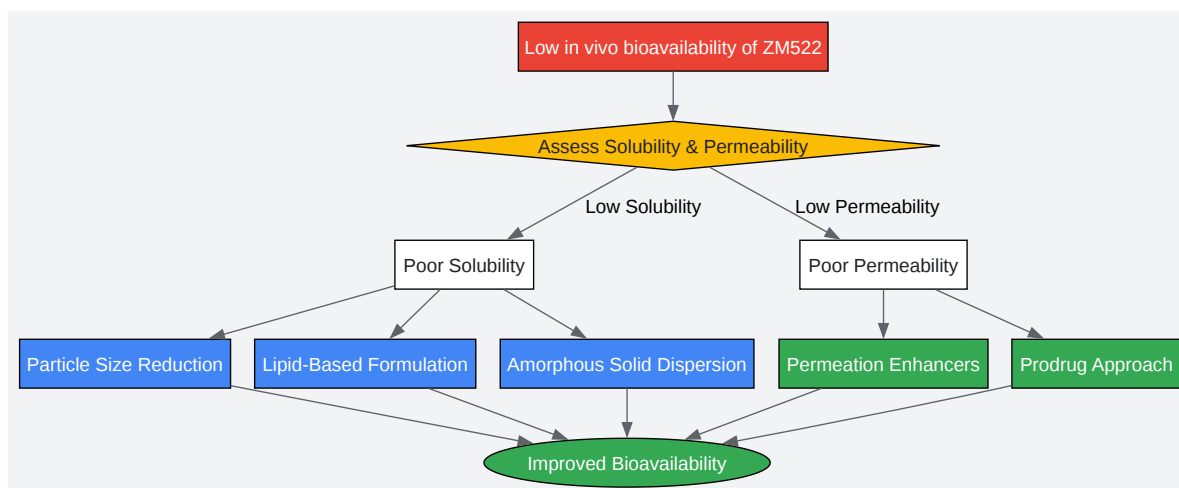 Low in vivo bioavailability of ZM522
Assess Solubility & Permeability
Low Solubility
Low Permeability
Poor Solubility
Poor Permeability
Particle Size Reduction
Lipid-Based Formulation
Amorphous Solid Dispersion
Permeation Enhancers
Prodrug Approach
Improved Bioavailability